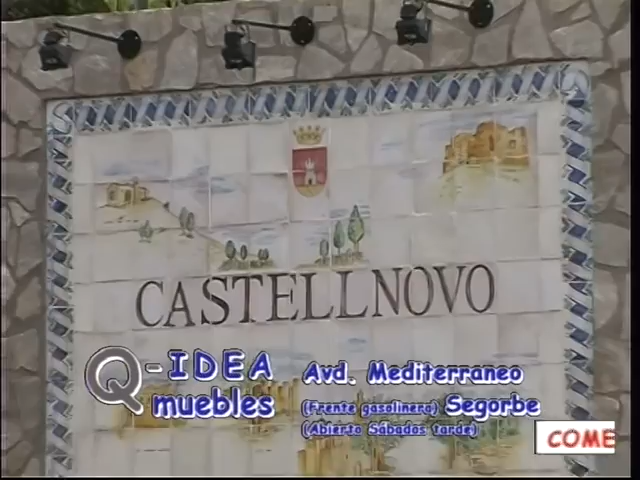 CASTELLNOVO
Q-IDEA
muebles
Avd. Mediterraneo
(Frente gasolinera) Segorbe
(Abierto Sábados tarde)
COME